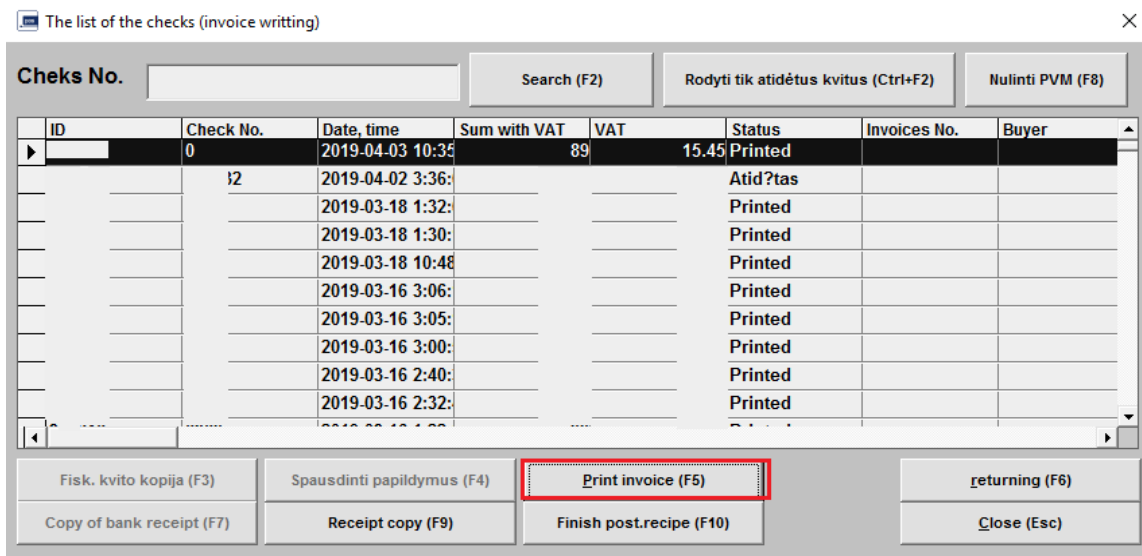 The list of the checks (invoice writting)
Cheks No. Search (F2) Rodyti tik atidėtus kvitus (Ctrl+F2) Nulinti PVM (F8)
ID Check No. Date, time Sum with VAT VAT Status Invoices No. Buyer
0 2019-04-03 10:35 89 15.45 Printed
32 2019-04-02 3:36: Atid?tas
2019-03-18 1:32: Printed
2019-03-18 1:30: Printed
2019-03-18 10:48 Printed
2019-03-16 3:06: Printed
2019-03-16 3:05: Printed
2019-03-16 3:00: Printed
2019-03-16 2:40: Printed
2019-03-16 2:32: Printed
Fisk. kvito kopija (F3) Spausdinti papildymus (F4) Print invoice (F5) returning (F6)
Copy of bank receipt (F7) Receipt copy (F9) Finish post.recipe (F10) Close (Esc)